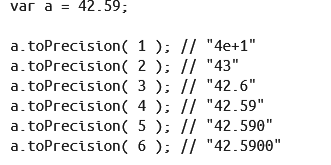 var a = 42.59;
a.toPrecision( 1 ); // "4e+1"
a.toPrecision( 2 ); // "43"
a.toPrecision( 3 ); // "42.6"
a.toPrecision( 4 ); // "42.59"
a.toPrecision( 5 ); // "42.590"
a.toPrecision( 6 ); // "42.5900"